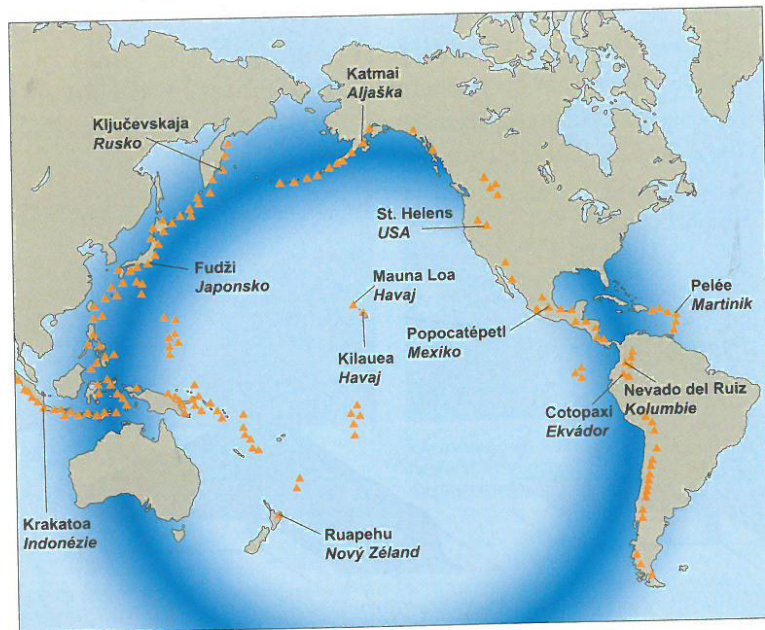 Katmai
Aljaška
Ključevskaja
Rusko
St. Helens
USA
Fudži
Japonsko
Mauna Loa
Havaj
Pelée
Martinik
Popocatépetl
Mexiko
Kilauea
Havaj
Nevado del Ruiz
Kolumbie
Cotopaxi
Ekvádor
Krakatoa
Indonézie
Ruapehu
Nový Zéland